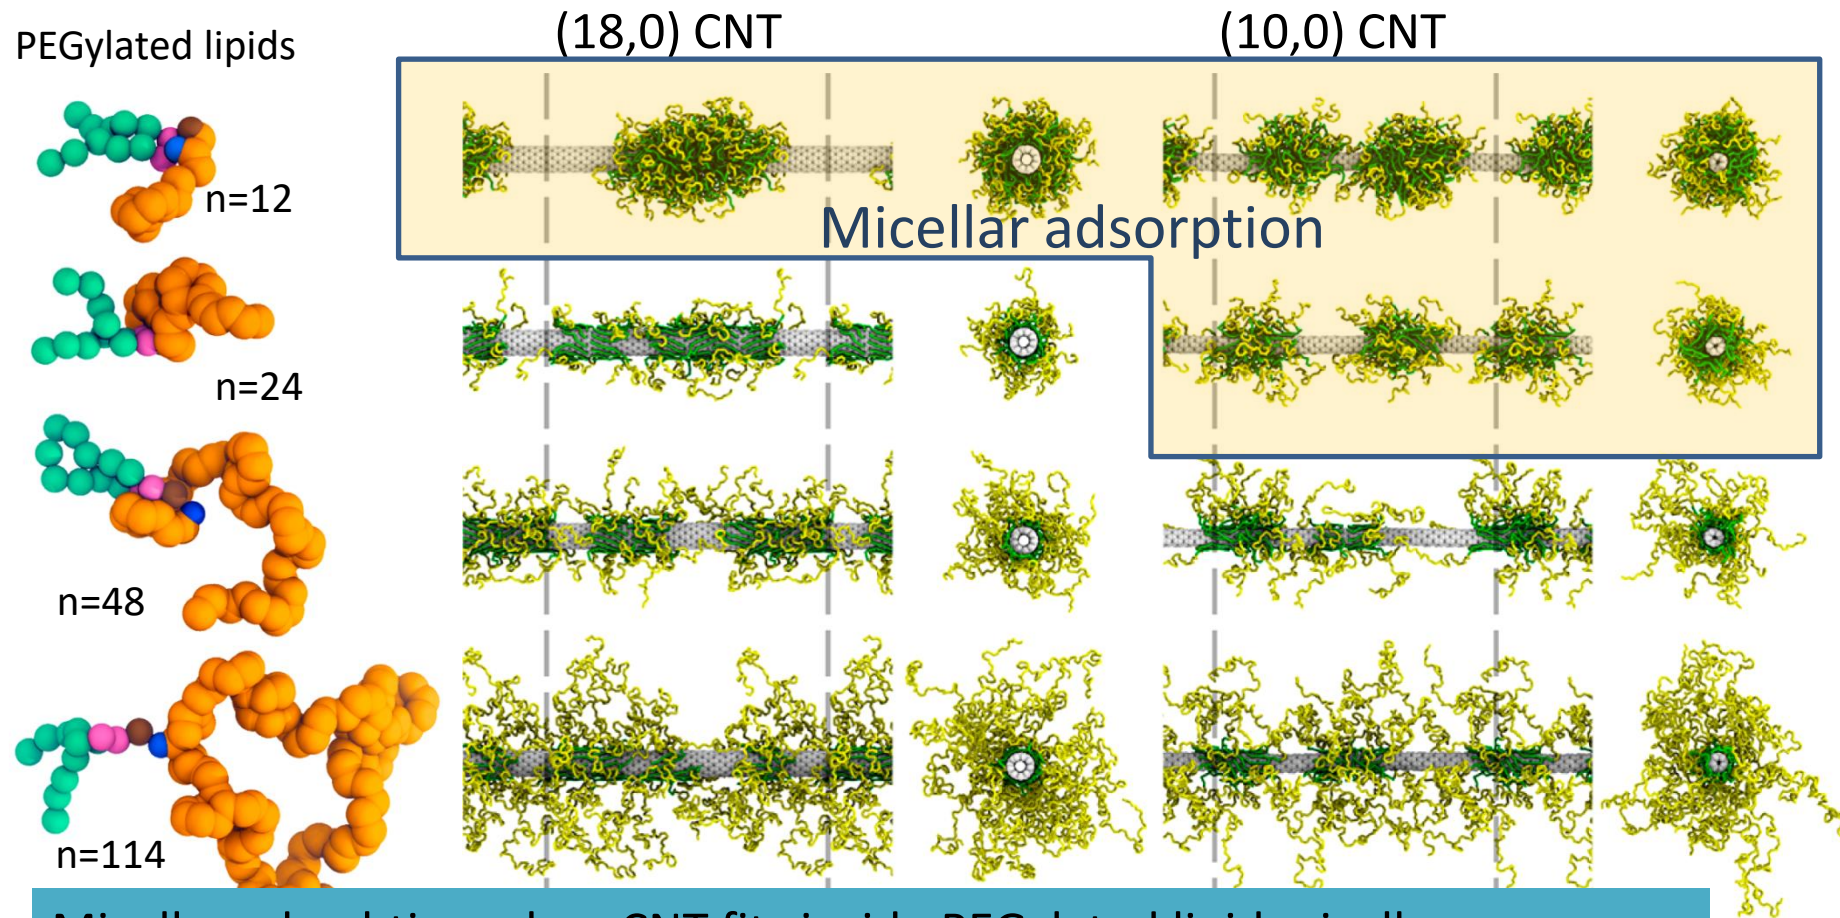 (18,0) CNT
(10,0) CNT
PEGylated lipids
n=12
Micellar adsorption
n=24
n=48
n=114